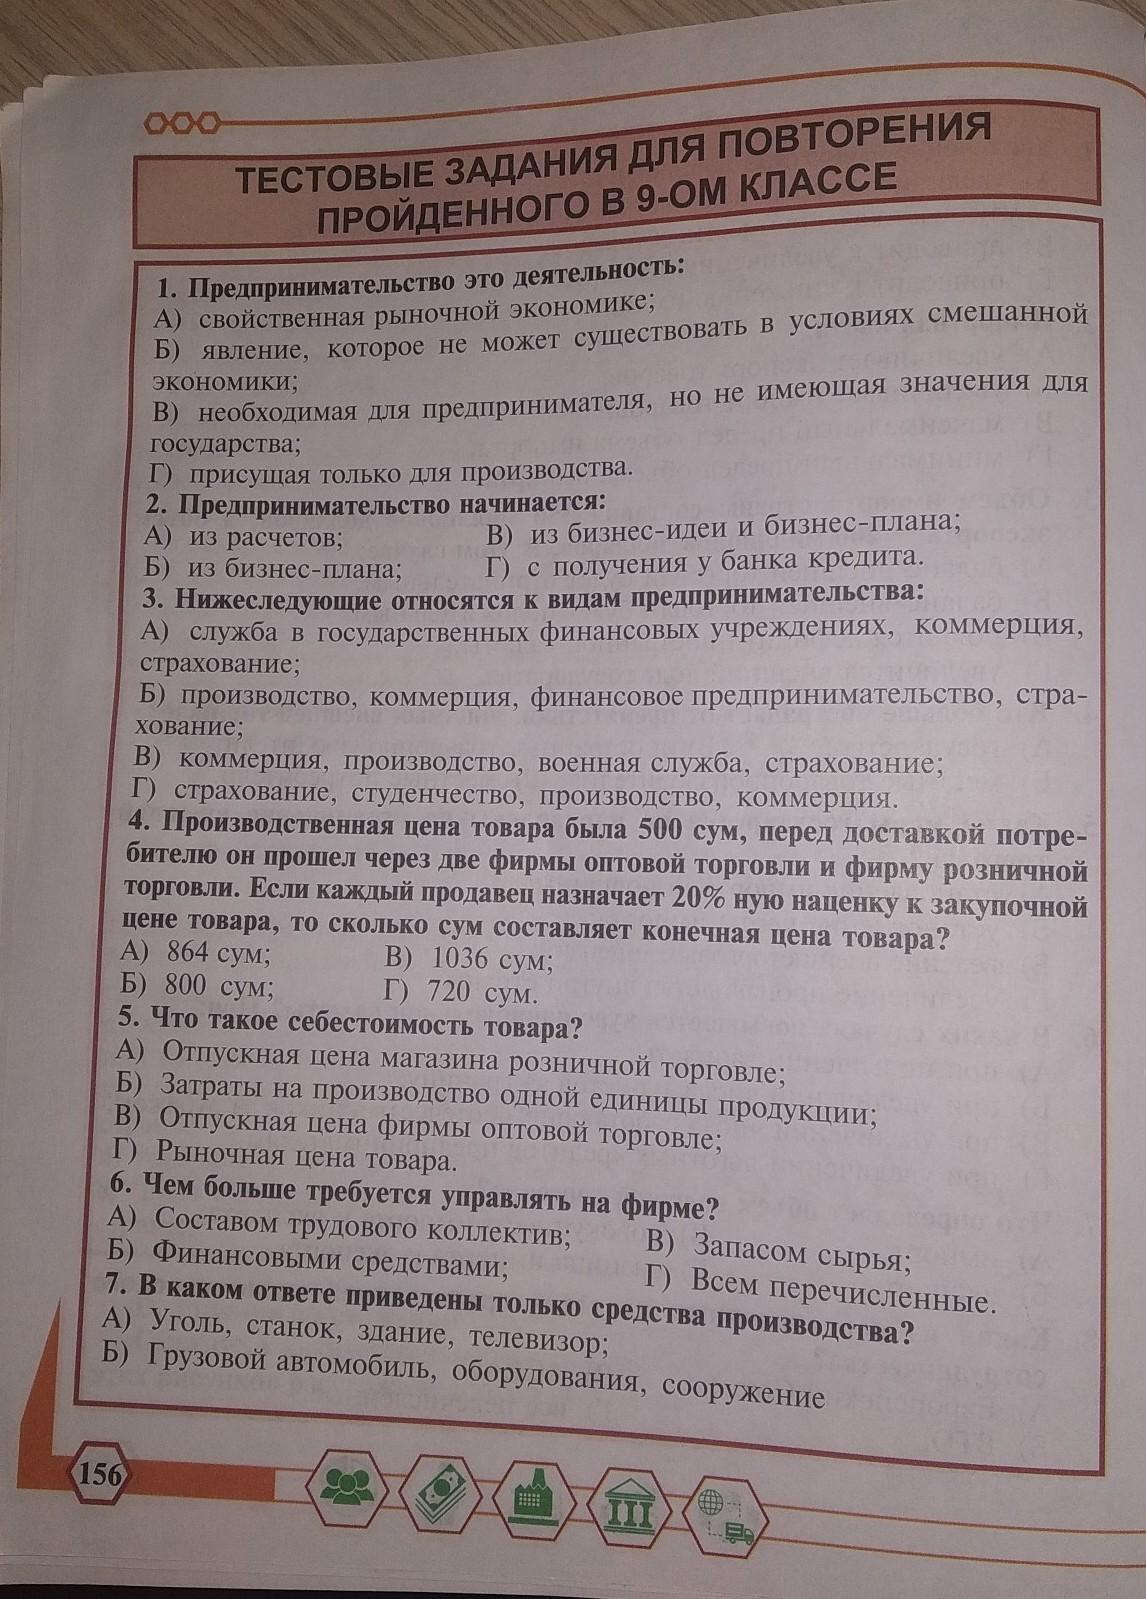 ТЕСТОВЫЕ ЗАДАНИЯ ДЛЯ ПОВТОРЕНИЯ
ПРОЙДЕННОГО В 9-ОМ КЛАССЕ
1. Предпринимательство это деятельность:
А) свойственная рыночной экономике;
Б) явление, которое не может существовать в условиях смешанной
экономики;
В) необходимая для предпринимателя, но не имеющая значения для
государства;
Г) присущая только для производства.
2. Предпринимательство начинается:
А) из расчетов; В) из бизнес-идеи и бизнес-плана;
Б) из бизнес-плана; Г) с получения у банка кредита.
3. Нижеследующие относятся к видам предпринимательства:
А) служба в государственных финансовых учреждениях, коммерция,
страхование;
Б) производство, коммерция, финансовое предпринимательство, стра-
хование;
В) коммерция, производство, военная служба, страхование;
Г) страхование, студенчество, производство, коммерция.
4. Производственная цена товара была 500 сум, перед доставкой потре-
бителю он прошел через две фирмы оптовой торговли и фирму розничной
торговли. Если каждый продавец назначает 20% ную наценку к закупочной
цене товара, то сколько сум составляет конечная цена товара?
А) 864 сум; В) 1036 сум;
Б) 800 сум; Г) 720 сум.
5. Что такое себестоимость товара?
А) Отпускная цена магазина розничной торговле;
Б) Затраты на производство одной единицы продукции;
В) Отпускная цена фирмы оптовой торговле;
Г) Рыночная цена товара.
6. Чем больше требуется управлять на фирме?
А) Составом трудового коллектив; В) Запасом сырья;
Б) Финансовыми средствами; Г) Всем перечисленные.
7. В каком ответе приведены только средства производства?
А) Уголь, станок, здание, телевизор;
Б) Грузовой автомобиль, оборудования, сооружение
156